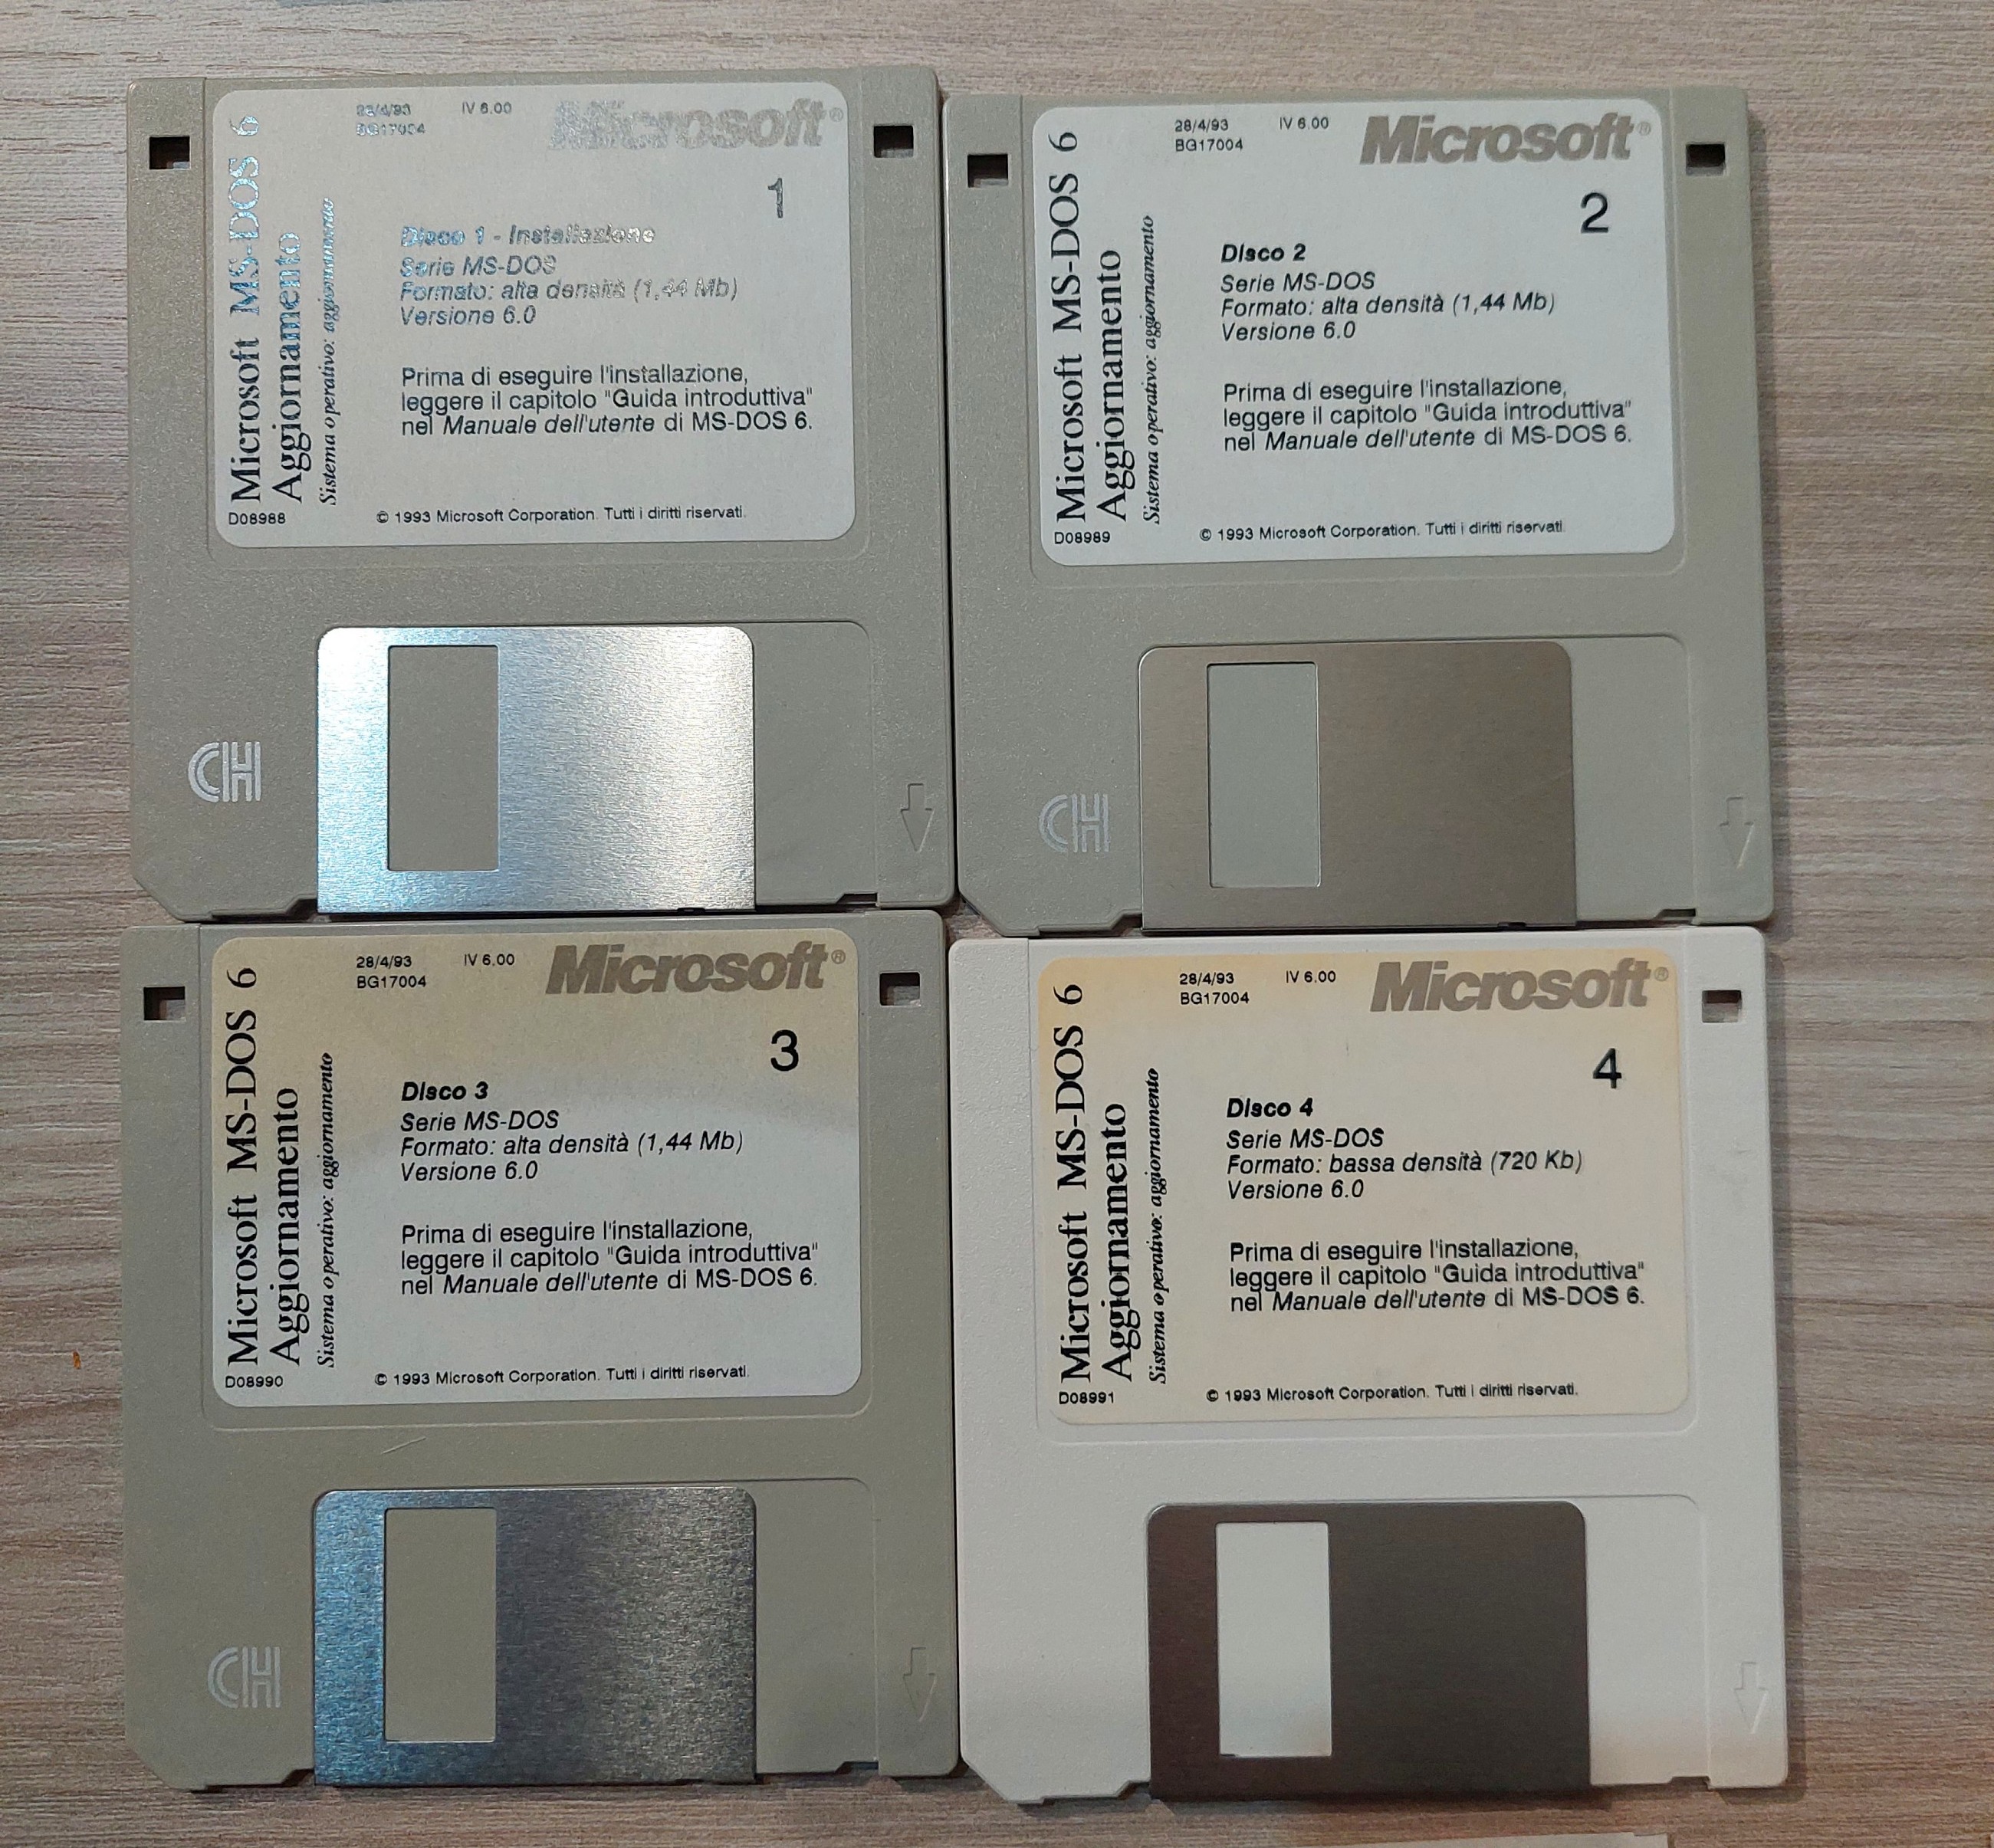 28/4/93 IV 6.00
BG17004
Microsoft®
1
Microsoft MS-DOS 6
Aggiornamento
Sistema operativo: aggiornamento
Disco 1 - Installazione
Serie MS-DOS
Formato: alta densità (1,44 Mb)
Versione 6.0
Prima di eseguire l'installazione,
leggere il capitolo "Guida introduttiva"
nel Manuale dell'utente di MS-DOS 6.
D08988
© 1993 Microsoft Corporation. Tutti i diritti riservati.
CH
28/4/93 IV 6.00
BG17004
Microsoft®
2
Microsoft MS-DOS 6
Aggiornamento
Sistema operativo: aggiornamento
Disco 2
Serie MS-DOS
Formato: alta densità (1,44 Mb)
Versione 6.0
Prima di eseguire l'installazione,
leggere il capitolo "Guida introduttiva"
nel Manuale dell'utente di MS-DOS 6.
D08989
© 1993 Microsoft Corporation. Tutti i diritti riservati.
CH
28/4/93 IV 6.00
BG17004
Microsoft®
3
Microsoft MS-DOS 6
Aggiornamento
Sistema operativo: aggiornamento
Disco 3
Serie MS-DOS
Formato: alta densità (1,44 Mb)
Versione 6.0
Prima di eseguire l'installazione,
leggere il capitolo "Guida introduttiva"
nel Manuale dell'utente di MS-DOS 6.
D08990
© 1993 Microsoft Corporation. Tutti i diritti riservati.
CH
28/4/93 IV 6.00
BG17004
Microsoft®
4
Microsoft MS-DOS 6
Aggiornamento
Sistema operativo: aggiornamento
Disco 4
Serie MS-DOS
Formato: bassa densità (720 Kb)
Versione 6.0
Prima di eseguire l'installazione,
leggere il capitolo "Guida introduttiva"
nel Manuale dell'utente di MS-DOS 6.
D08991
© 1993 Microsoft Corporation. Tutti i diritti riservati.